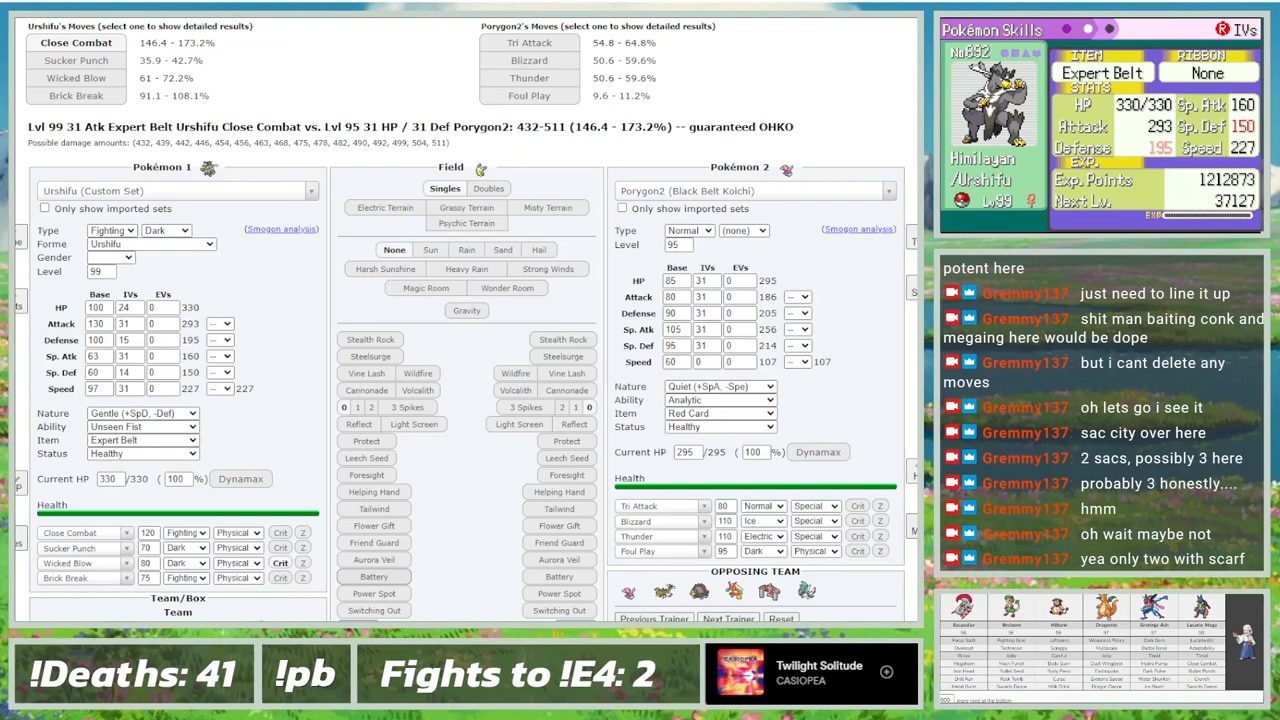 Urshifu's Moves (select one to show detailed results)
Close Combat 146.4 - 173.2%
Sucker Punch 35.9 - 42.7%
Wicked Blow 61 - 72.2%
Brick Break 91.1 - 108.1%
Porygon2's Moves (select one to show detailed results)
Tri Attack 54.8 - 64.8%
Blizzard 50.6 - 59.6%
Thunder 50.6 - 59.6%
Foul Play 9.6 - 11.2%
Lvl 99 31 Atk Expert Belt Urshifu Close Combat vs. Lvl 95 31 HP / 31 Def Porygon2: 432-511 (146.4 - 173.2%) -- guaranteed OHKO
Possible damage amounts: (432, 439, 442, 446, 454, 456, 463, 468, 475, 478, 482, 490, 492, 499, 504, 511)
Pokémon 1
Urshifu (Custom Set)
Only show imported sets
Type Fighting Dark (Smogon analysis)
Forme Urshifu
Gender
Level 99
Base IVs EVs
HP 100 24 0 330
Attack 130 31 0 293 --
Defense 100 15 0 195 --
Sp. Atk 63 31 0 160 --
Sp. Def 60 14 0 150 --
Speed 97 31 0 227 -- 227
Nature Gentle (+SpD, -Def)
Ability Unseen Fist
Item Expert Belt
Status Healthy
Current HP 330 /330 ( 100 %) Dynamax
Health
Close Combat 120 Fighting Physical Crit Z
Sucker Punch 70 Dark Physical Crit Z
Wicked Blow 80 Dark Physical Crit Z
Brick Break 75 Fighting Physical Crit Z
Team/Box
Team
Field
Singles Doubles
Electric Terrain Grassy Terrain Misty Terrain
Psychic Terrain
None Sun Rain Sand Hail
Harsh Sunshine Heavy Rain Strong Winds
Magic Room Wonder Room
Gravity
Stealth Rock Stealth Rock
Steelsurge Steelsurge
Vine Lash Wildfire Wildfire Vine Lash
Cannonade Volcalith Volcalith Cannonade
0 1 2 3 Spikes 3 Spikes 2 1 0
Reflect Light Screen Light Screen Reflect
Protect Protect
Leech Seed Leech Seed
Foresight Foresight
Helping Hand Helping Hand
Tailwind Tailwind
Flower Gift Flower Gift
Friend Guard Friend Guard
Aurora Veil Aurora Veil
Battery Battery
Power Spot Power Spot
Switching Out Switching Out
Pokémon 2
Porygon2 (Black Belt Koichi)
Only show imported sets
Type Normal (none) (Smogon analysis)
Level 95
Base IVs EVs
HP 85 31 0 295
Attack 80 31 0 186 --
Defense 90 31 0 205 --
Sp. Atk 105 31 0 256 --
Sp. Def 95 31 0 214 --
Speed 60 31 0 107 -- 107
Nature Quiet (+SpA, -Spe)
Ability Analytic
Item Red Card
Status Healthy
Current HP 295 /295 ( 100 %) Dynamax
Health
Tri Attack 80 Normal Special Crit Z
Blizzard 110 Ice Special Crit Z
Thunder 110 Electric Special Crit Z
Foul Play 95 Dark Physical Crit Z
OPPOSING TEAM
Previous Trainer Next Trainer Reset
Pokémon Skills R IVs
No892
ITEM RIBBON
Expert Belt None
STATS
HP 330/330 Sp. Atk 160
Attack 293 Sp. Def 150
Defense 195 Speed 227
Himilayan
/Urshifu
Lv99
EXP.
Exp. Points 1212873
Next Lv. 37127
EXP
potent here
Gremmy137 just need to line it up
Gremmy137 shit man baiting conk and
megaing here would be dope
Gremmy137 but i cant delete any
moves
Gremmy137 oh lets go i see it
Gremmy137 sac city over here
Gremmy137 2 sacs, possibly 3 here
Gremmy137 probably 3 honestly....
Gremmy137 hmm
Gremmy137 oh wait maybe not
Gremmy137 yea only two with scarf
!Deaths: 41 !pb Fighting !E4: 2
Twilight Solitude
CASIOPEA